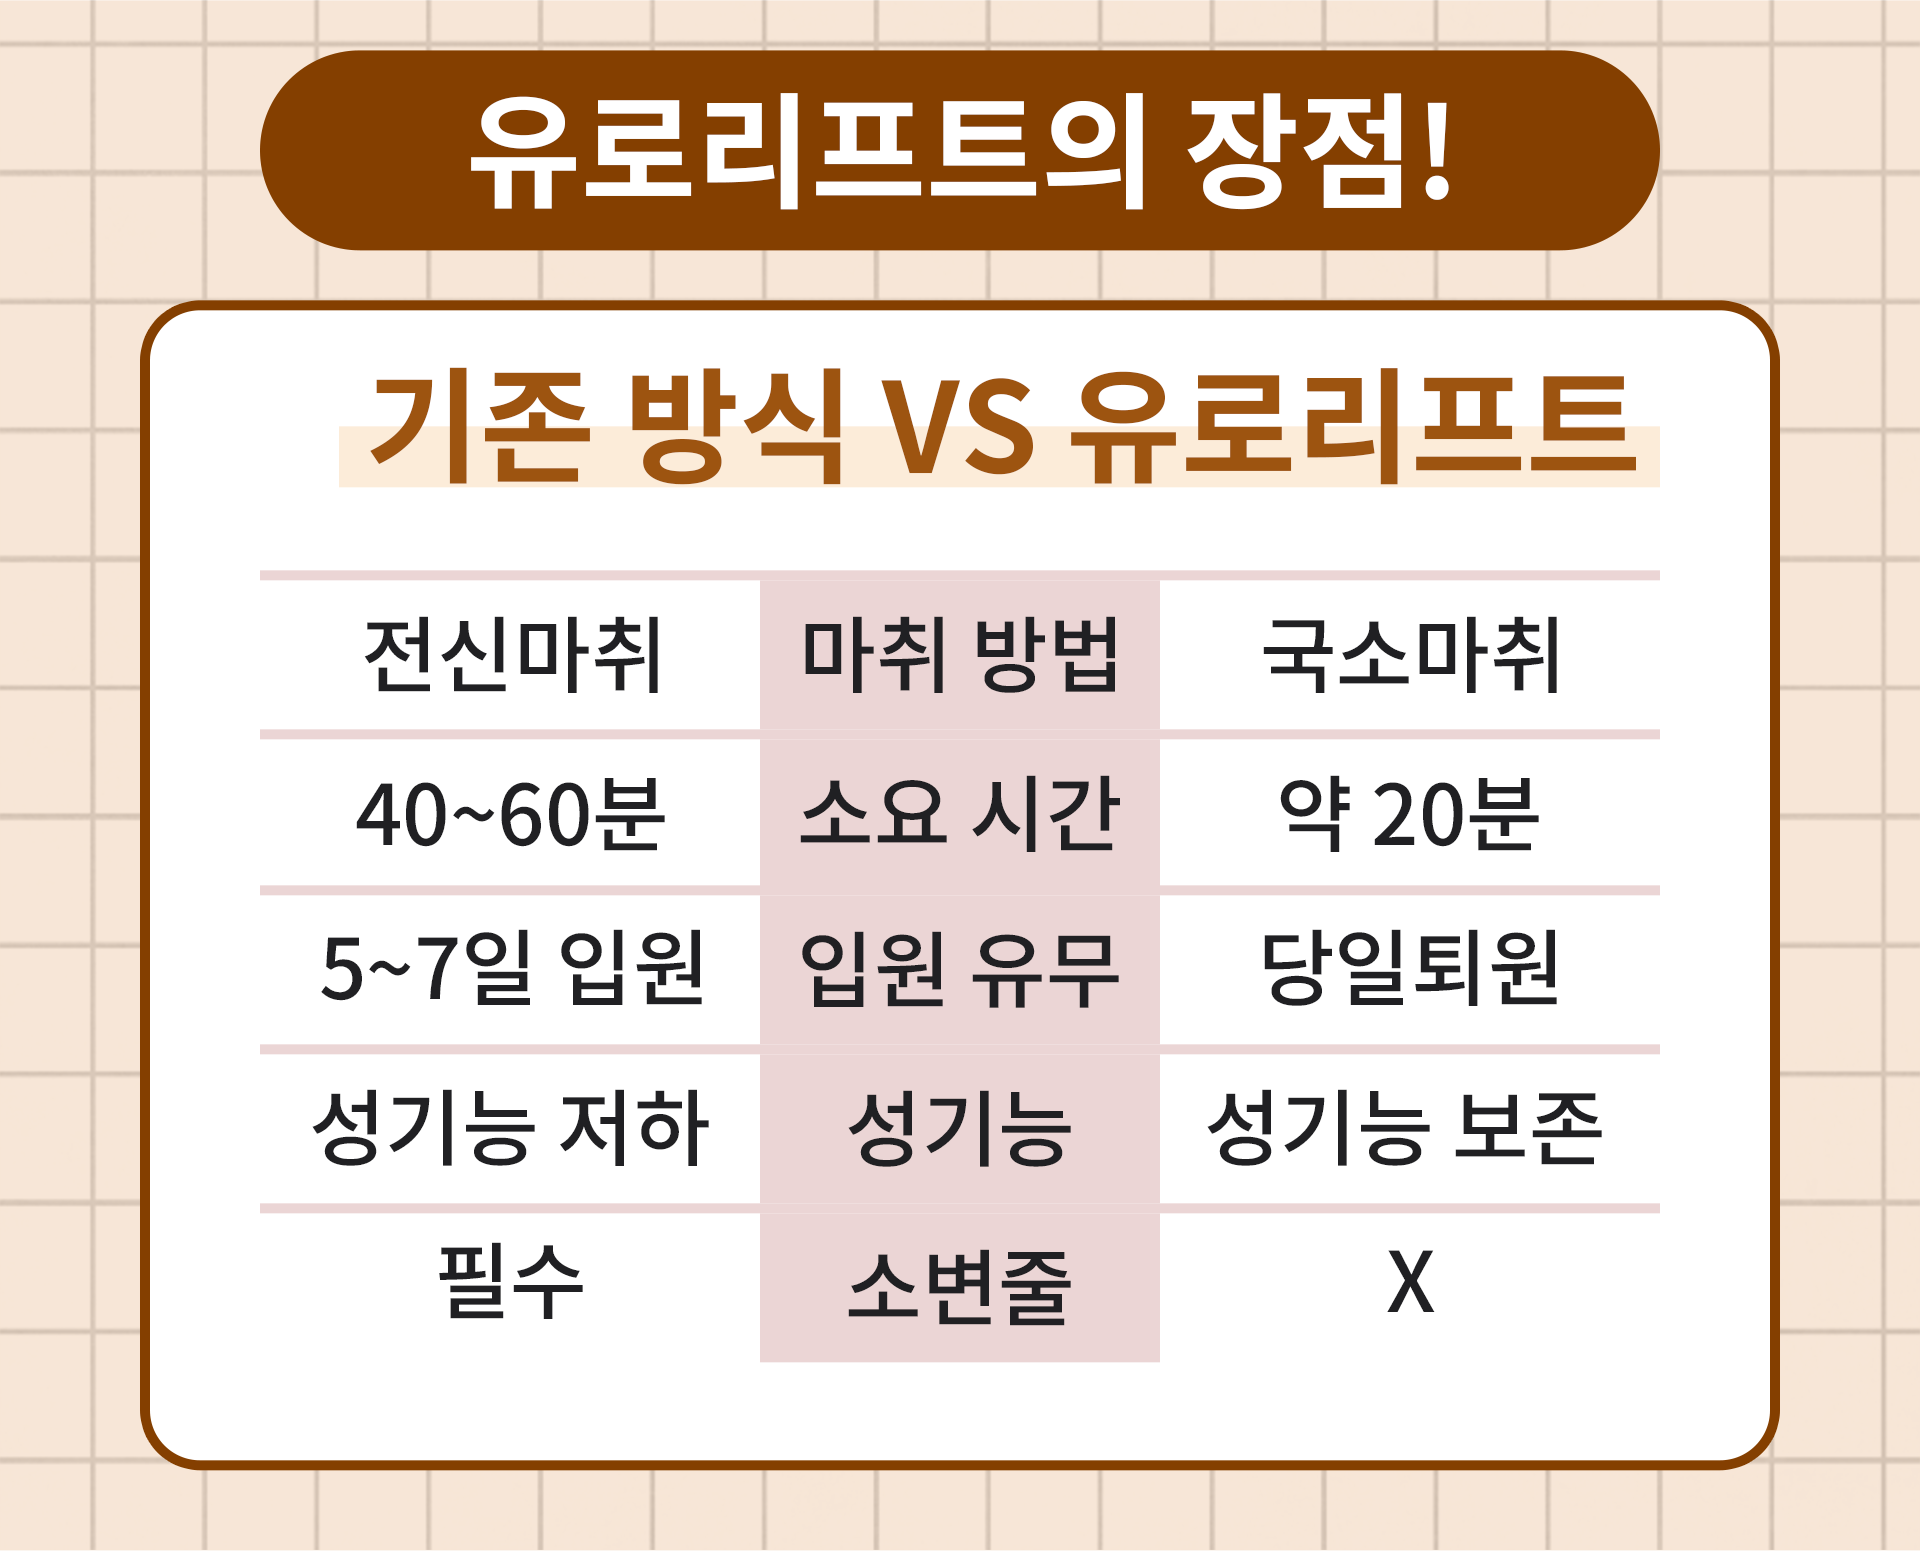 유로리프트의 장점!
기존 방식 VS 유로리프트
전신마취 마취 방법 국소마취
40~60분 소요 시간 약 20분
5~7일 입원 입원 유무 당일퇴원
성기능 저하 성기능 성기능 보존
필수 소변줄 X